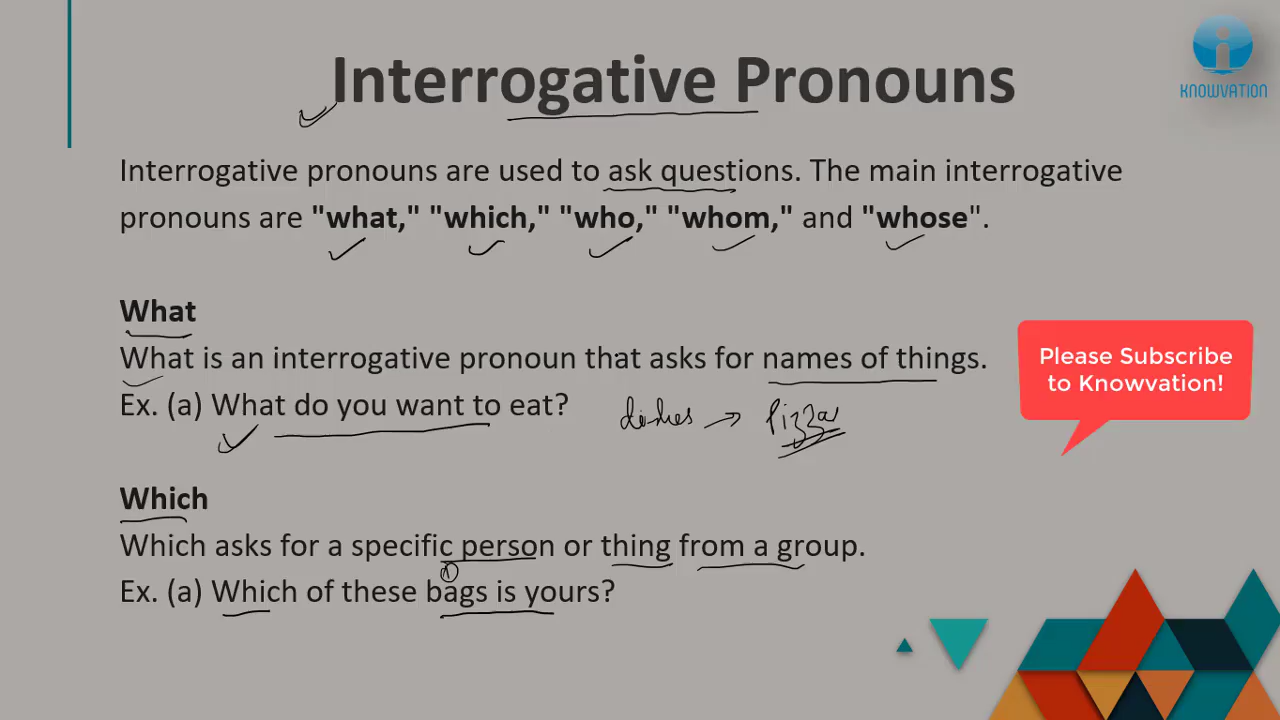 Interrogative Pronouns
KNOWVATION
Interrogative pronouns are used to ask questions. The main interrogative
pronouns are "what," "which," "who," "whom," and "whose".
What
What is an interrogative pronoun that asks for names of things.
Please Subscribe
to Knowvation!
Ex. (a) What do you want to eat? dishes → Pizza
Which
Which asks for a specific person or thing from a group.
Ex. (a) Which of these bags is yours?